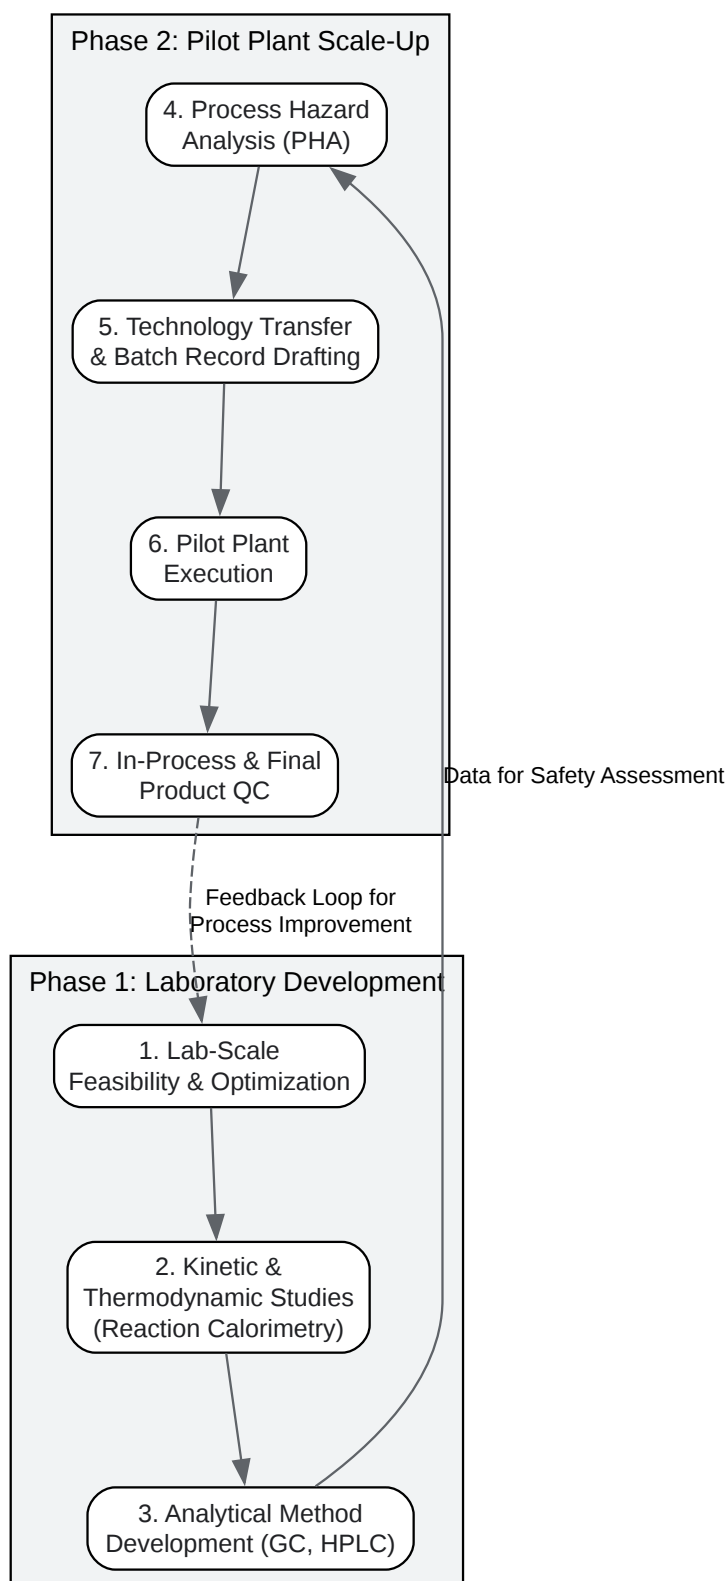 Phase 2: Pilot Plant Scale-Up
4. Process Hazard
Analysis (PHA)
5. Technology Transfer
& Batch Record Drafting
6. Pilot Plant
Execution
7. In-Process & Final
Product QC
Data for Safety Assessment
Feedback Loop for
Process Improvement
Phase 1: Laboratory Development
1. Lab-Scale
Feasibility & Optimization
2. Kinetic &
Thermodynamic Studies
(Reaction Calorimetry)
3. Analytical Method
Development (GC, HPLC)